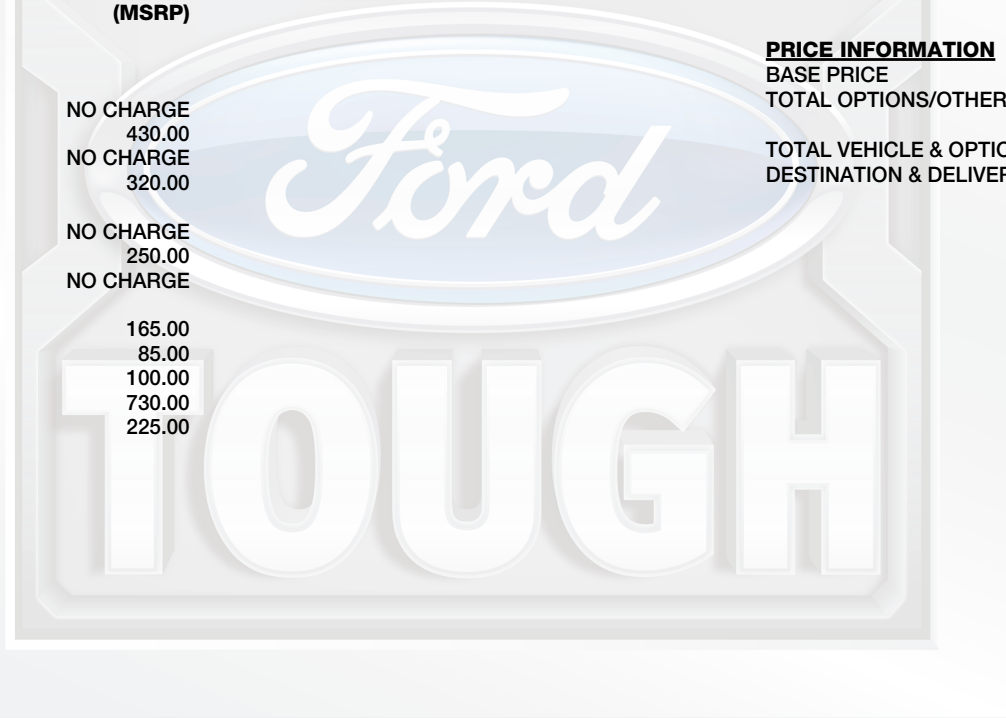 (MSRP)
NO CHARGE
430.00
NO CHARGE
320.00
NO CHARGE
250.00
NO CHARGE
165.00
85.00
100.00
730.00
225.00
PRICE INFORMATION
BASE PRICE
TOTAL OPTIONS/OTHER
TOTAL VEHICLE & OPTIO
DESTINATION & DELIVER
Ford
TOUGH